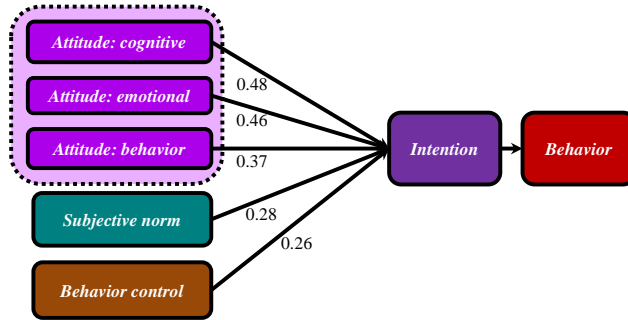 Attitude: cognitive
0.48
Attitude: emotional
0.46
Attitude: behavior
0.37
Intention
Behavior
Subjective norm
0.28
0.26
Behavior control